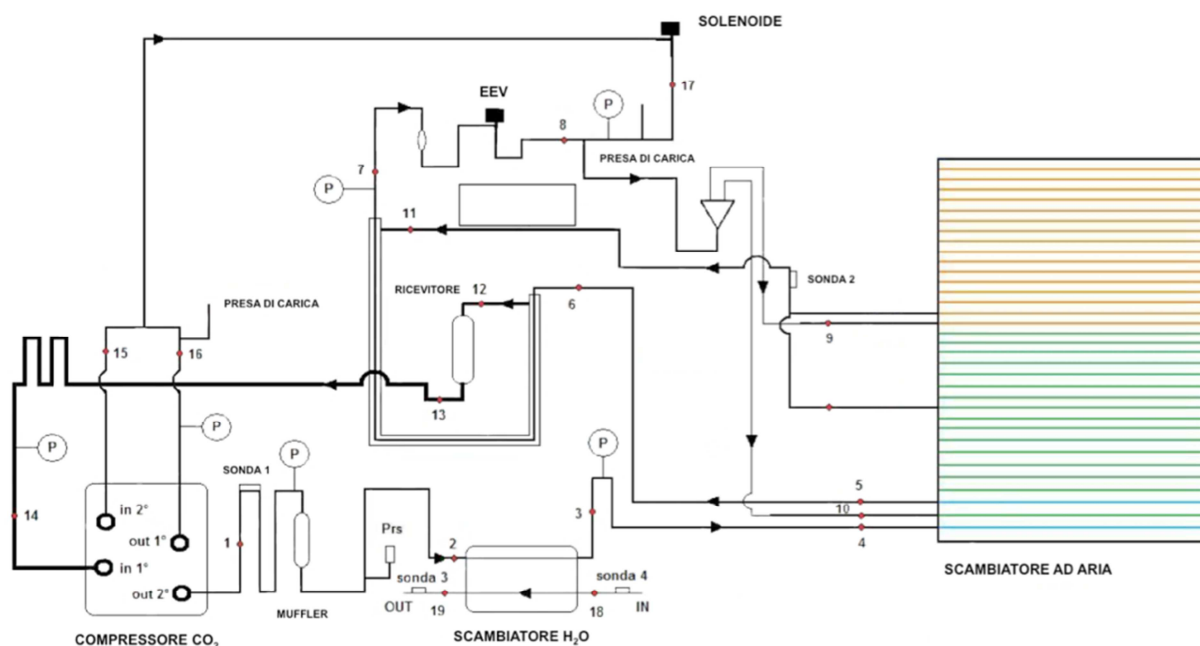 SOLENOIDE
17
EEV
P
8
PRESA DI CARICA
7
P
11
SONDA 2
RICEVITORE
12
6
PRESA DI CARICA
9
15
16
13
P
P
P
P
SONDA 1
5
10
4
14
in 2°
out 1°
in 1°
out 2°
1
3
Prs
2
sonda 3
sonda 4
OUT
19
18
IN
MUFFLER
SCAMBIATORE AD ARIA
COMPRESSORE CO₂
SCAMBIATORE H₂O